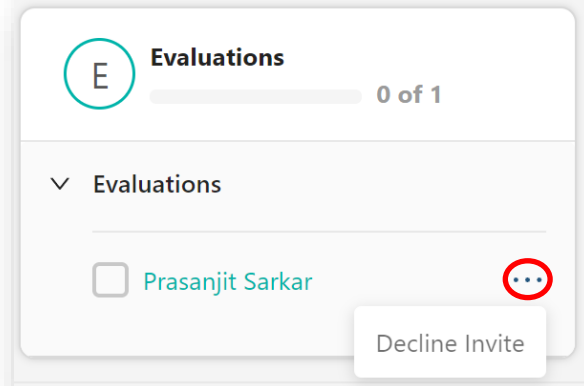 E
Evaluations
0 of 1
Evaluations
Prasanjit Sarkar
...
Decline Invite